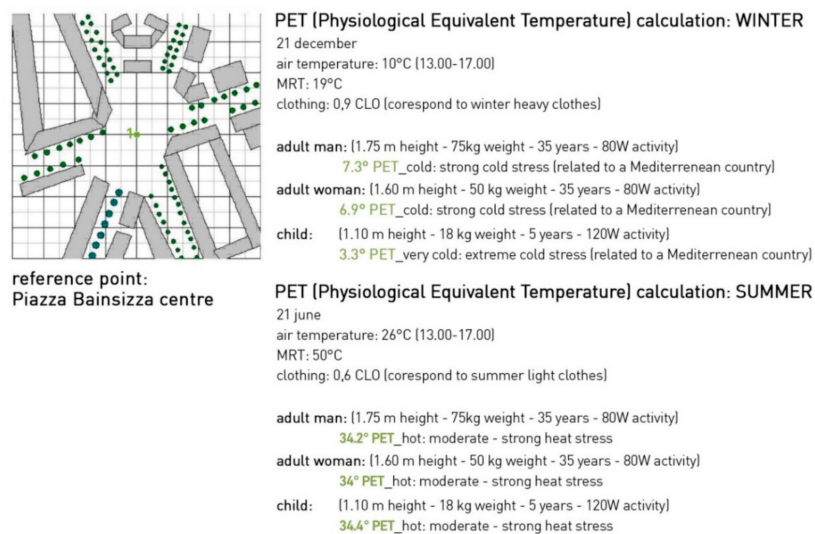 PET (Physiological Equivalent Temperature) calculation: WINTER
21 december
air temperature: 10°C (13.00-17.00)
MRT: 19°C
clothing: 0,9 CLO (corespond to winter heavy clothes)
adult man: (1.75 m height - 75kg weight - 35 years - 80W activity)
7.3° PET_cold: strong cold stress (related to a Mediterranean country)
adult woman: (1.60 m height - 50 kg weight - 35 years - 80W activity)
6.9° PET_cold: strong cold stress (related to a Mediterranean country)
child: (1.10 m height - 18 kg weight - 5 years - 120W activity)
3.3° PET_very cold: extreme cold stress (related to a Mediterranean country)
1
reference point:
Piazza Bainsizza centre
PET (Physiological Equivalent Temperature) calculation: SUMMER
21 june
air temperature: 26°C (13.00-17.00)
MRT: 50°C
clothing: 0,6 CLO (corespond to summer light clothes)
adult man: (1.75 m height - 75kg weight - 35 years - 80W activity)
34.2° PET_hot: moderate - strong heat stress
adult woman: (1.60 m height - 50 kg weight - 35 years - 80W activity)
34° PET_hot: moderate - strong heat stress
child: (1.10 m height - 18 kg weight - 5 years - 120W activity)
34.4° PET_hot: moderate - strong heat stress